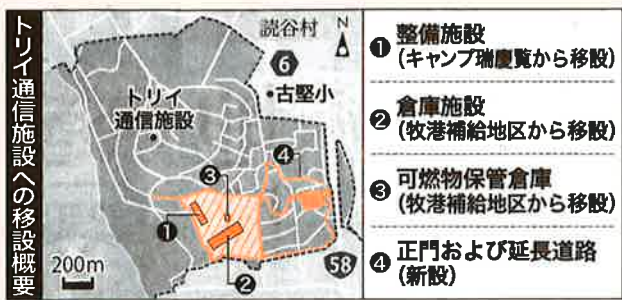 トリイ通信施設への移設概要
読谷村
N
6
・古堅小
トリイ
通信施設
❸
❹
❶
❷
200m
58
❶ 整備施設
(キャンプ瑞慶覧から移設)
❷ 倉庫施設
(牧港補給地区から移設)
❸ 可燃物保管倉庫
(牧港補給地区から移設)
❹ 正門および延長道路
(新設)